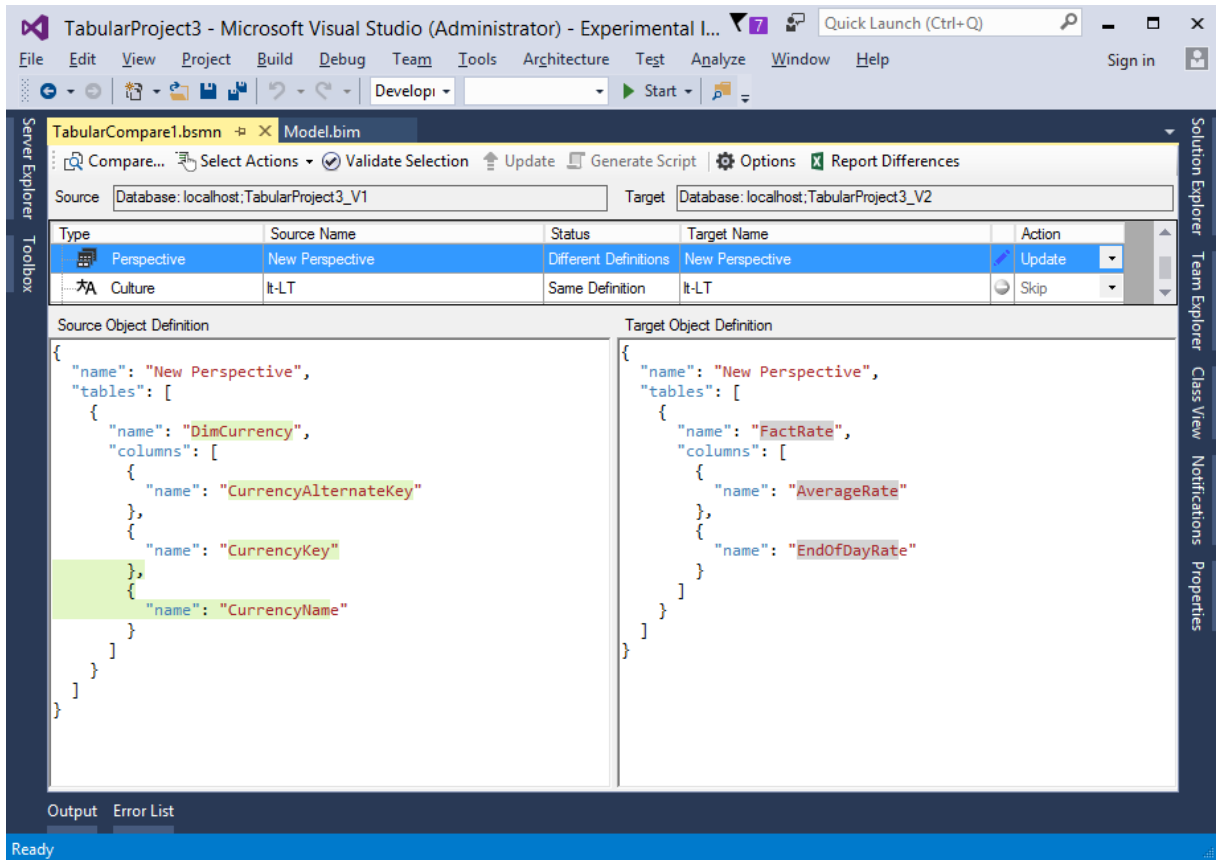 TabularProject3 - Microsoft Visual Studio (Administrator) - Experimental I... 7 Quick Launch (Ctrl+Q)
File Edit View Project Build Debug Team Tools Architecture Test Analyze Window Help Sign in
Develop Start
TabularCompare1.bsmn Model.bim
Compare... Select Actions Validate Selection Update Generate Script Options Report Differences
Source Database: localhost;TabularProject3_V1 Target Database: localhost;TabularProject3_V2
Type Source Name Status Target Name Action
Perspective New Perspective Different Definitions New Perspective Update
Culture lt-LT Same Definition lt-LT Skip
Source Object Definition
{
"name": "New Perspective",
"tables": [
{
"name": "DimCurrency",
"columns": [
{
"name": "CurrencyAlternateKey"
},
{
"name": "CurrencyKey"
},
{
"name": "CurrencyName"
}
]
}
]
}
Target Object Definition
{
"name": "New Perspective",
"tables": [
{
"name": "FactRate",
"columns": [
{
"name": "AverageRate"
},
{
"name": "EndOfDayRate"
}
]
}
]
}
Server Explorer
Toolbox
Solution Explorer
Team Explorer
Class View
Notifications
Properties
Output Error List
Ready